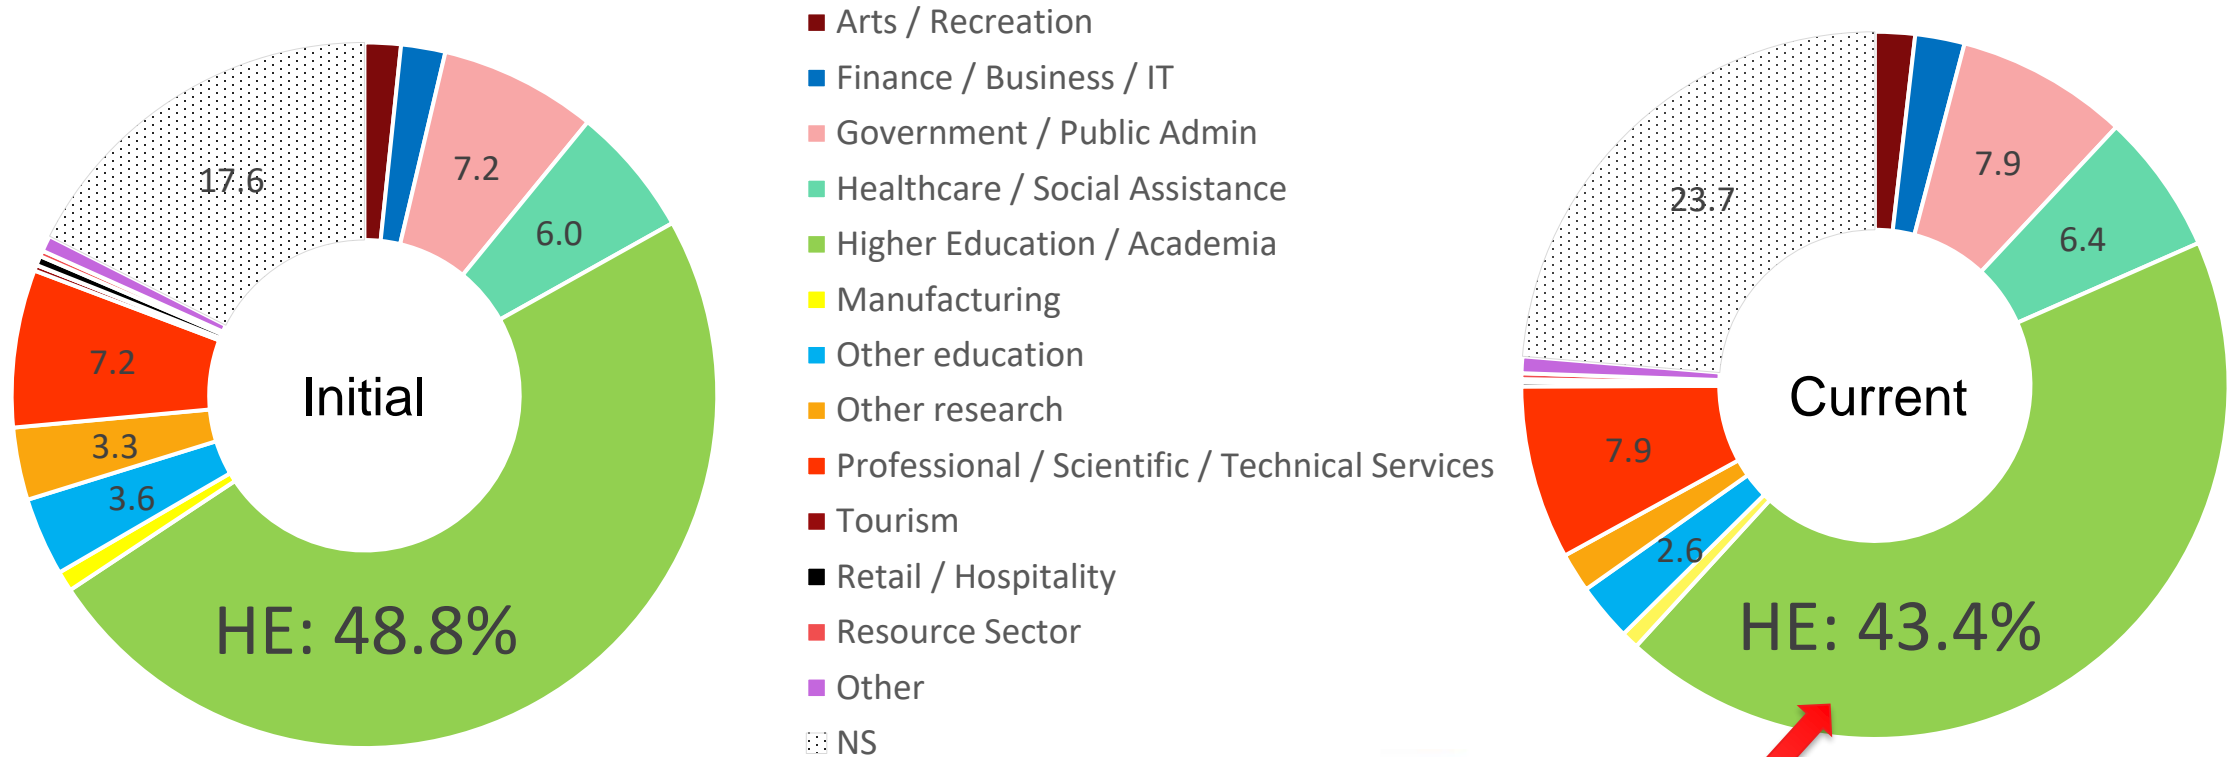 17.6
7.2
6.0
7.2
3.3
3.6
Initial
HE: 48.8%
Arts / Recreation
Finance / Business / IT
Government / Public Admin
Healthcare / Social Assistance
Higher Education / Academia
Manufacturing
Other education
Other research
Professional / Scientific / Technical Services
Tourism
Retail / Hospitality
Resource Sector
Other
NS
23.7
7.9
6.4
7.9
2.6
Current
HE: 43.4%